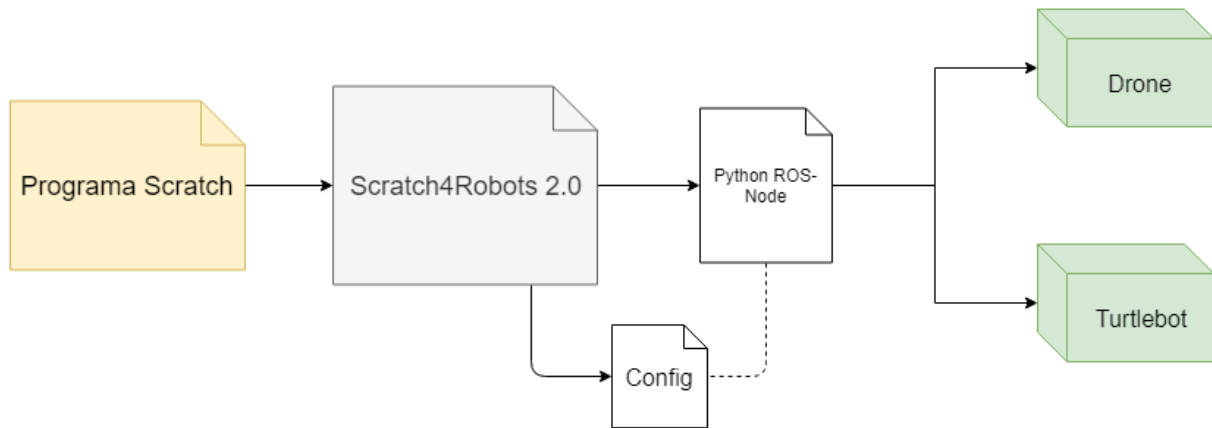 Programa Scratch
Scratch4Robots 2.0
Python ROS-
Node
Config
Drone
Turtlebot